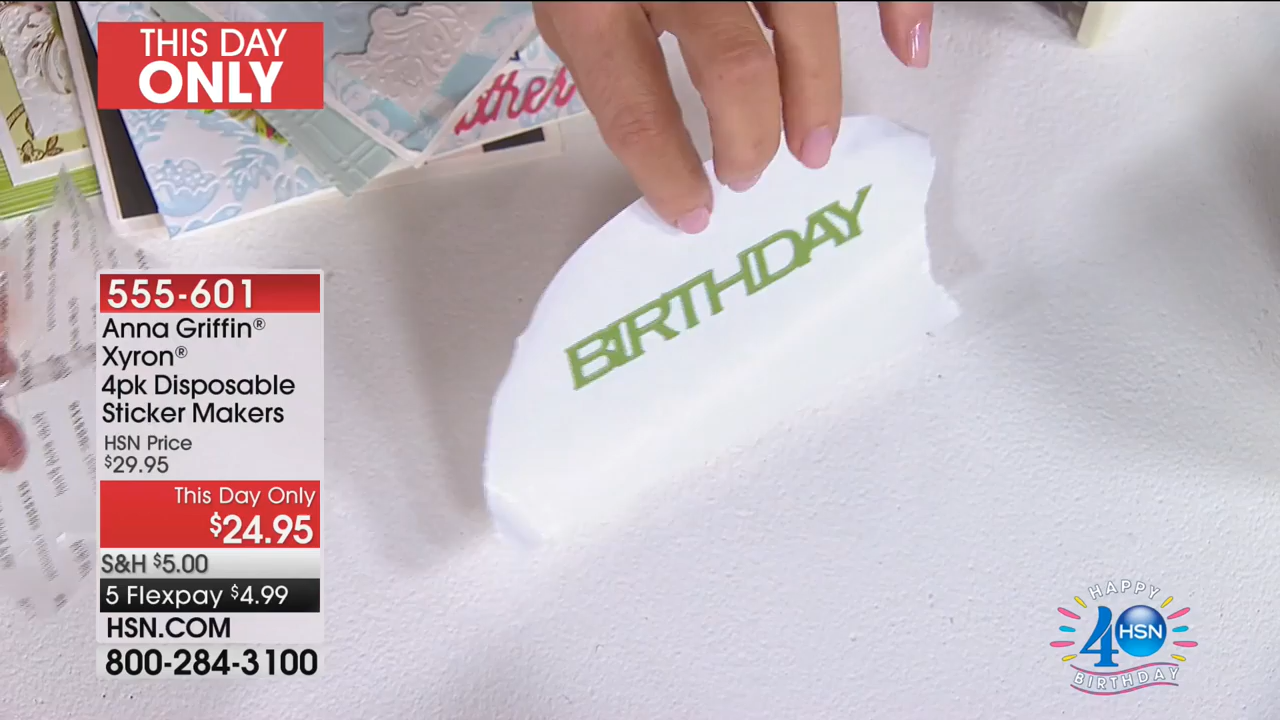 THIS DAY
ONLY
other
BIRTHDAY
555-601
Anna Griffin®
Xyron®
4pk Disposable
Sticker Makers
HSN Price
$29.95
This Day Only
$24.95
S&H $5.00
5 Flexpay $4.99
HSN.COM
800-284-3100
HAPPY
40
HSN
BIRTHDAY